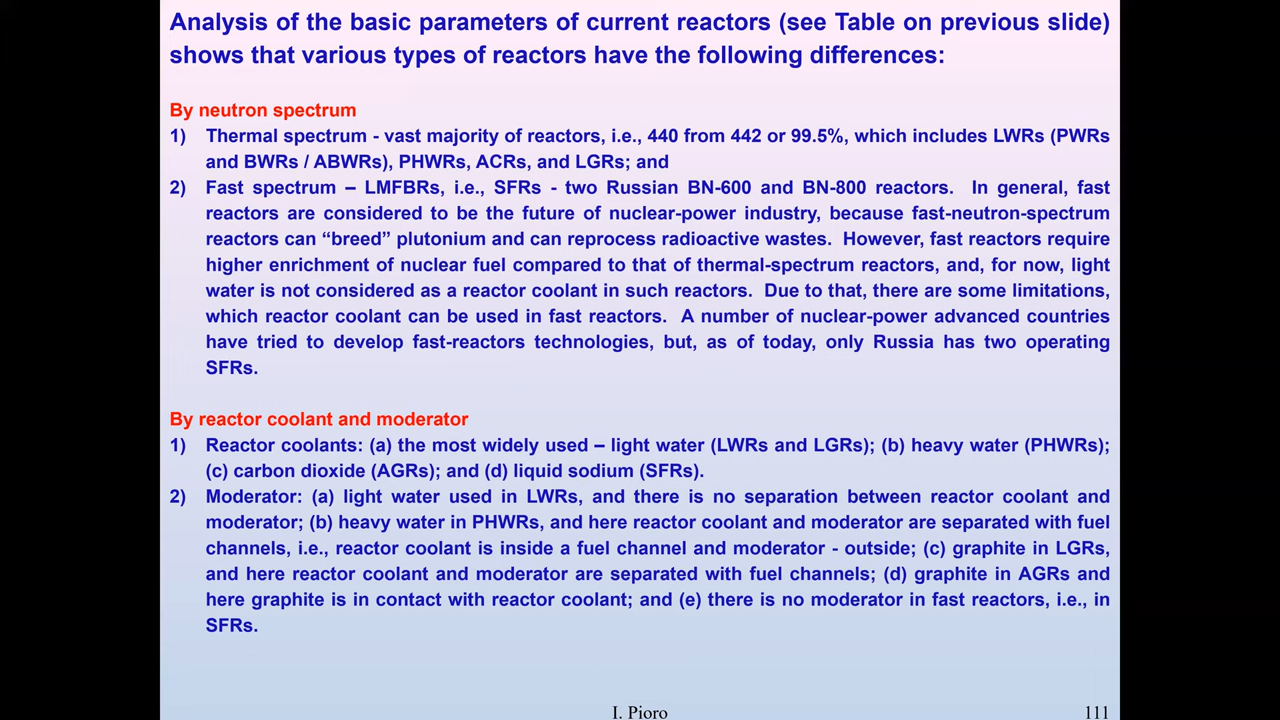 Analysis of the basic parameters of current reactors (see Table on previous slide)
shows that various types of reactors have the following differences:
By neutron spectrum
1) Thermal spectrum - vast majority of reactors, i.e., 440 from 442 or 99.5%, which includes LWRs (PWRs
and BWRs / ABWRs), PHWRs, ACRs, and LGRs; and
2) Fast spectrum – LMFBRs, i.e., SFRs - two Russian BN-600 and BN-800 reactors. In general, fast
reactors are considered to be the future of nuclear-power industry, because fast-neutron-spectrum
reactors can “breed” plutonium and can reprocess radioactive wastes. However, fast reactors require
higher enrichment of nuclear fuel compared to that of thermal-spectrum reactors, and, for now, light
water is not considered as a reactor coolant in such reactors. Due to that, there are some limitations,
which reactor coolant can be used in fast reactors. A number of nuclear-power advanced countries
have tried to develop fast-reactors technologies, but, as of today, only Russia has two operating
SFRs.
By reactor coolant and moderator
1) Reactor coolants: (a) the most widely used – light water (LWRs and LGRs); (b) heavy water (PHWRs);
(c) carbon dioxide (AGRs); and (d) liquid sodium (SFRs).
2) Moderator: (a) light water used in LWRs, and there is no separation between reactor coolant and
moderator; (b) heavy water in PHWRs, and here reactor coolant and moderator are separated with fuel
channels, i.e., reactor coolant is inside a fuel channel and moderator - outside; (c) graphite in LGRs,
and here reactor coolant and moderator are separated with fuel channels; (d) graphite in AGRs and
here graphite is in contact with reactor coolant; and (e) there is no moderator in fast reactors, i.e., in
SFRs.
I. Pioro
111